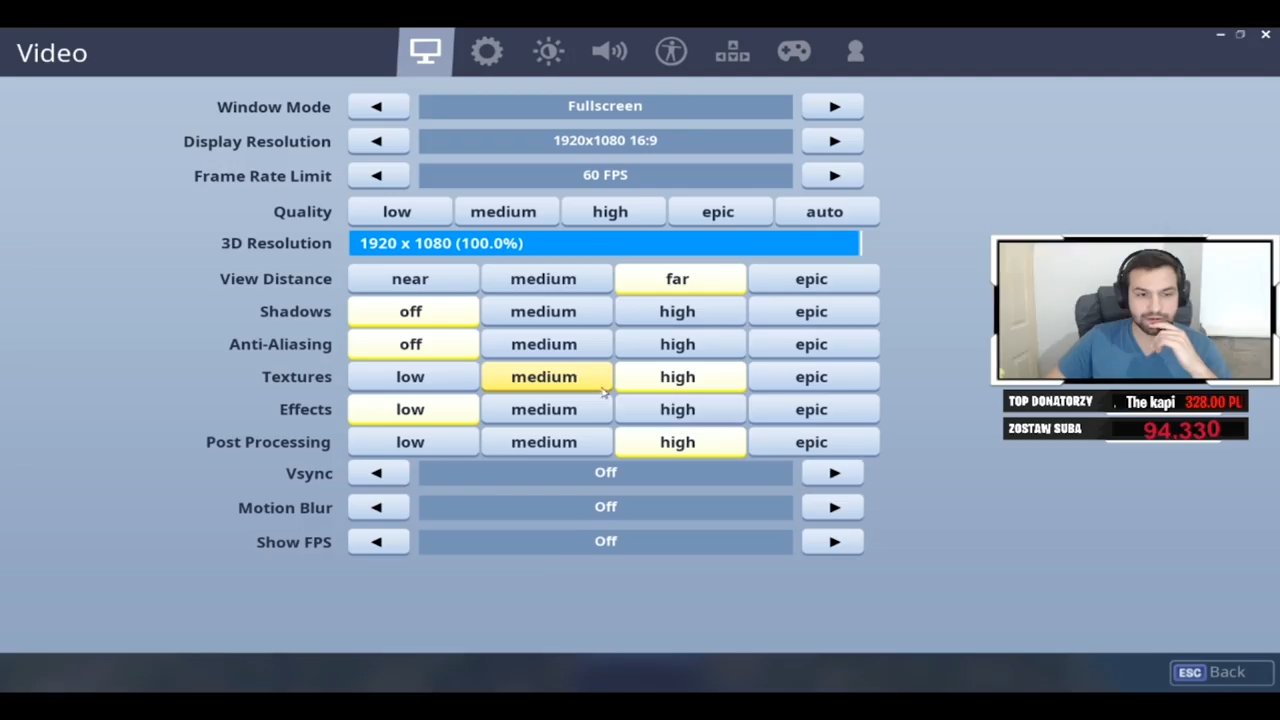 Video
Window Mode Fullscreen
Display Resolution 1920x1080 16:9
Frame Rate Limit 60 FPS
Quality low medium high epic auto
3D Resolution 1920 x 1080 (100.0%)
View Distance near medium far epic
Shadows off medium high epic
Anti-Aliasing off medium high epic
Textures low medium high epic
Effects low medium high epic
Post Processing low medium high epic
Vsync Off
Motion Blur Off
Show FPS Off
TOP DONATORZY . The kapi 328.00 PL
ZOSTAW SUBA 94,330
ESC Back